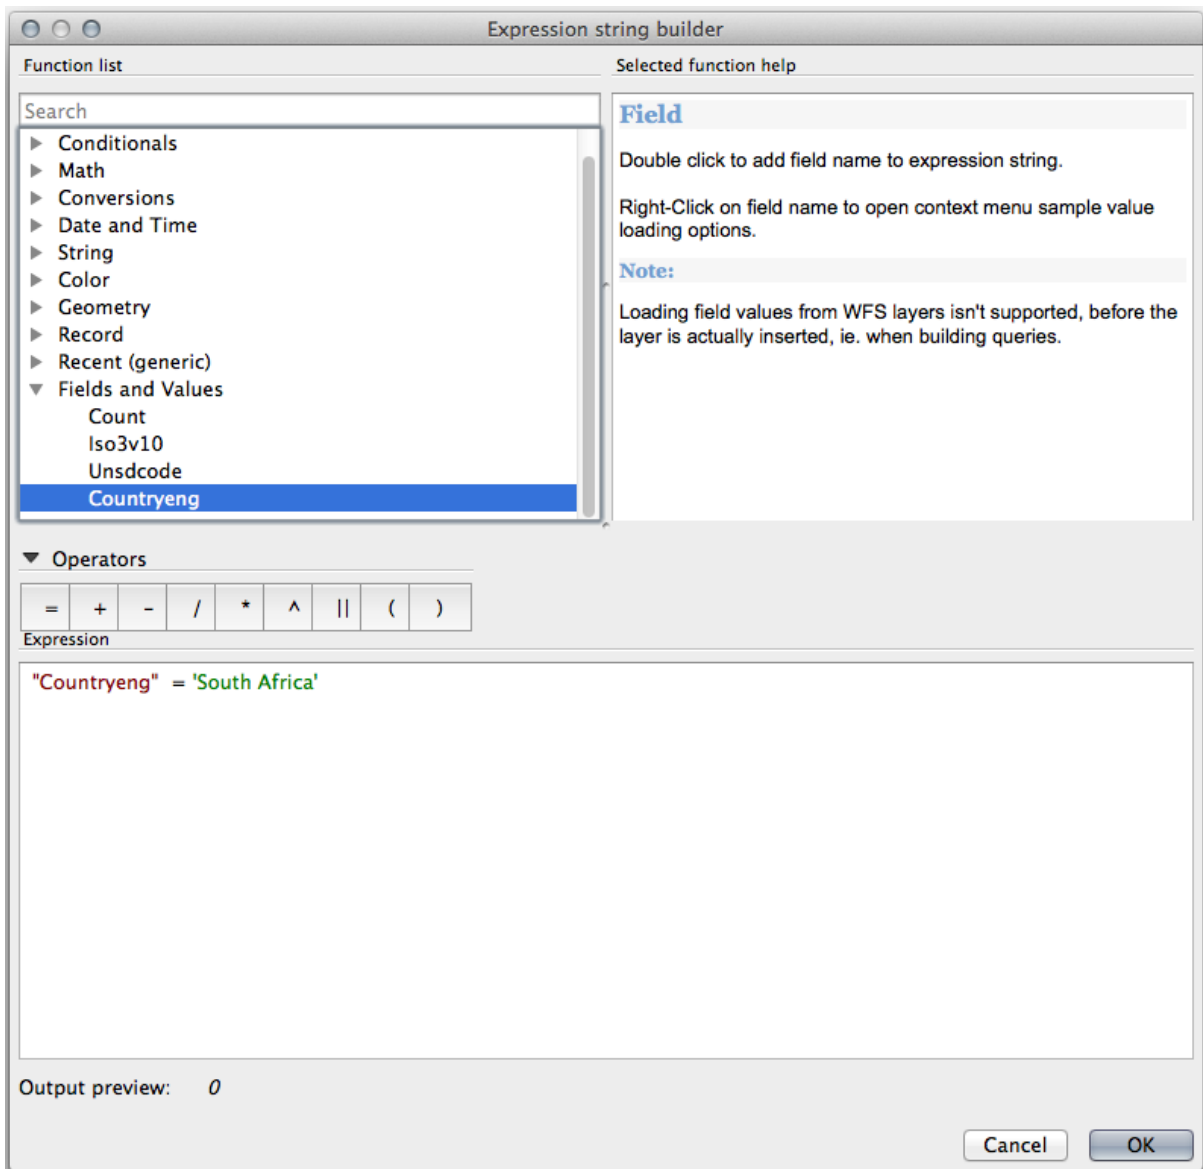 Expression string builder
Function list
Search
Conditionals
Math
Conversions
Date and Time
String
Color
Geometry
Record
Recent (generic)
Fields and Values
Count
Iso3v10
Unsdcode
Countryeng
Selected function help
Field
Double click to add field name to expression string.
Right-Click on field name to open context menu sample value
loading options.
Note:
Loading field values from WFS layers isn't supported, before the
layer is actually inserted, ie. when building queries.
Operators
= + - / * ^ || ( )
Expression
"Countryeng" = 'South Africa'
Output preview: 0
Cancel OK